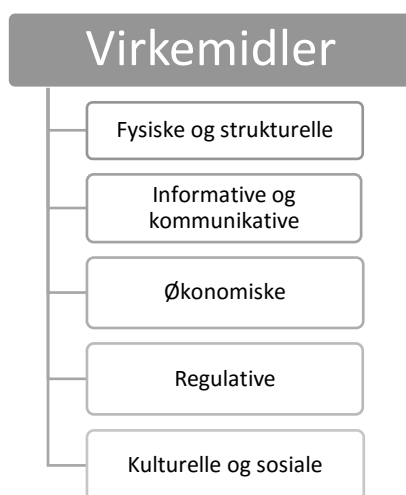 Virkemidler
Fysiske og strukturelle
Informative og
kommunikative
Økonomiske
Regulative
Kulturelle og sosiale